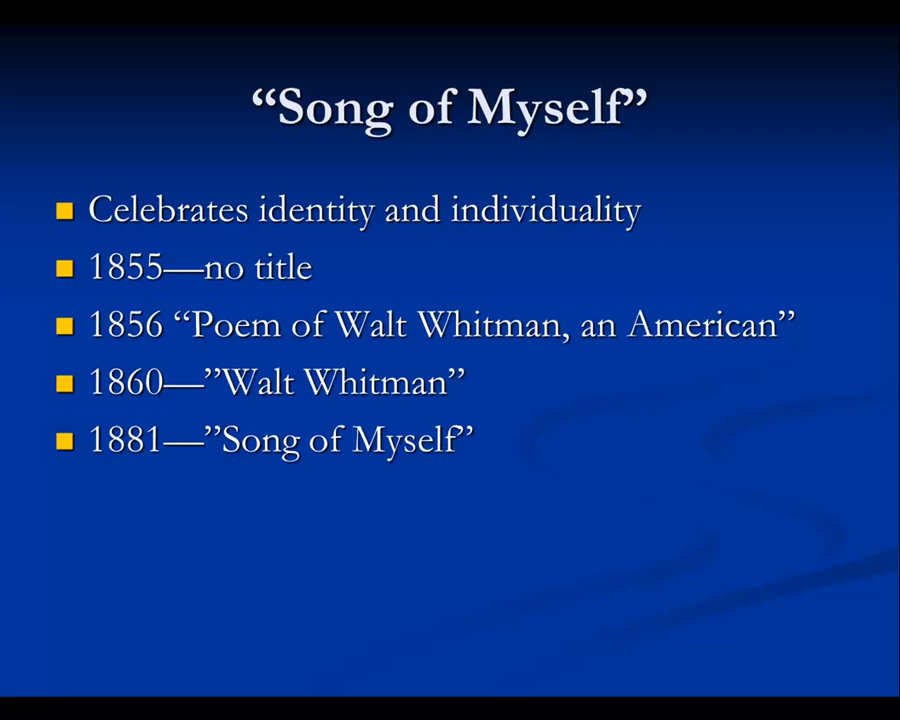 “Song of Myself”
Celebrates identity and individuality
1855—no title
1856 “Poem of Walt Whitman, an American”
1860—”Walt Whitman”
1881—”Song of Myself”